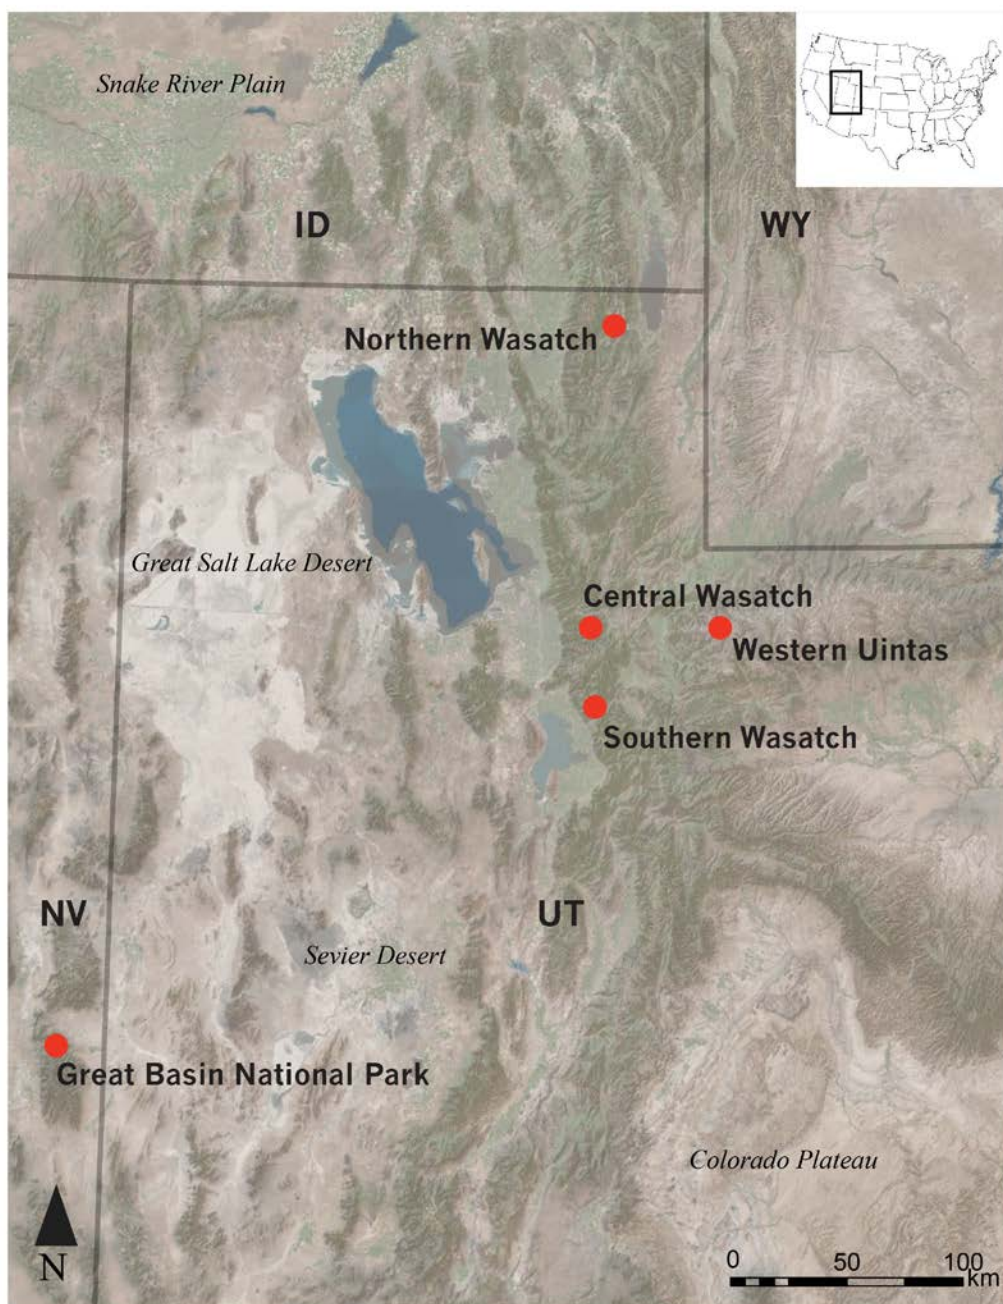 Snake River Plain
ID
WY
Northern Wasatch
Great Salt Lake Desert
Central Wasatch
Western Uintas
Southern Wasatch
NV
UT
Sevier Desert
Great Basin National Park
Colorado Plateau
N
0 50 100
km